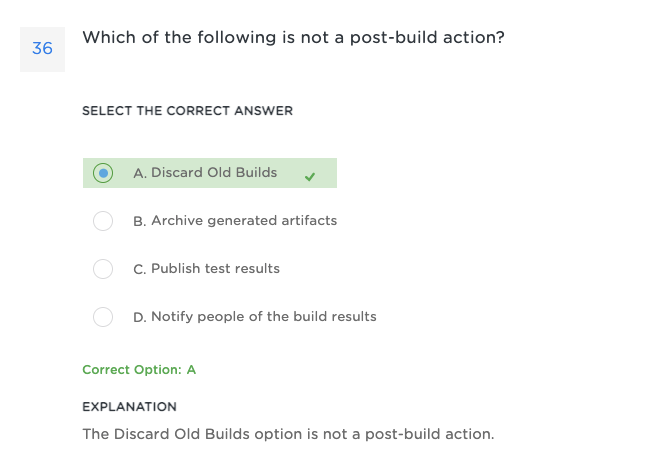 36
Which of the following is not a post-build action?
SELECT THE CORRECT ANSWER
A. Discard Old Builds
B. Archive generated artifacts
C. Publish test results
D. Notify people of the build results
Correct Option: A
EXPLANATION
The Discard Old Builds option is not a post-build action.